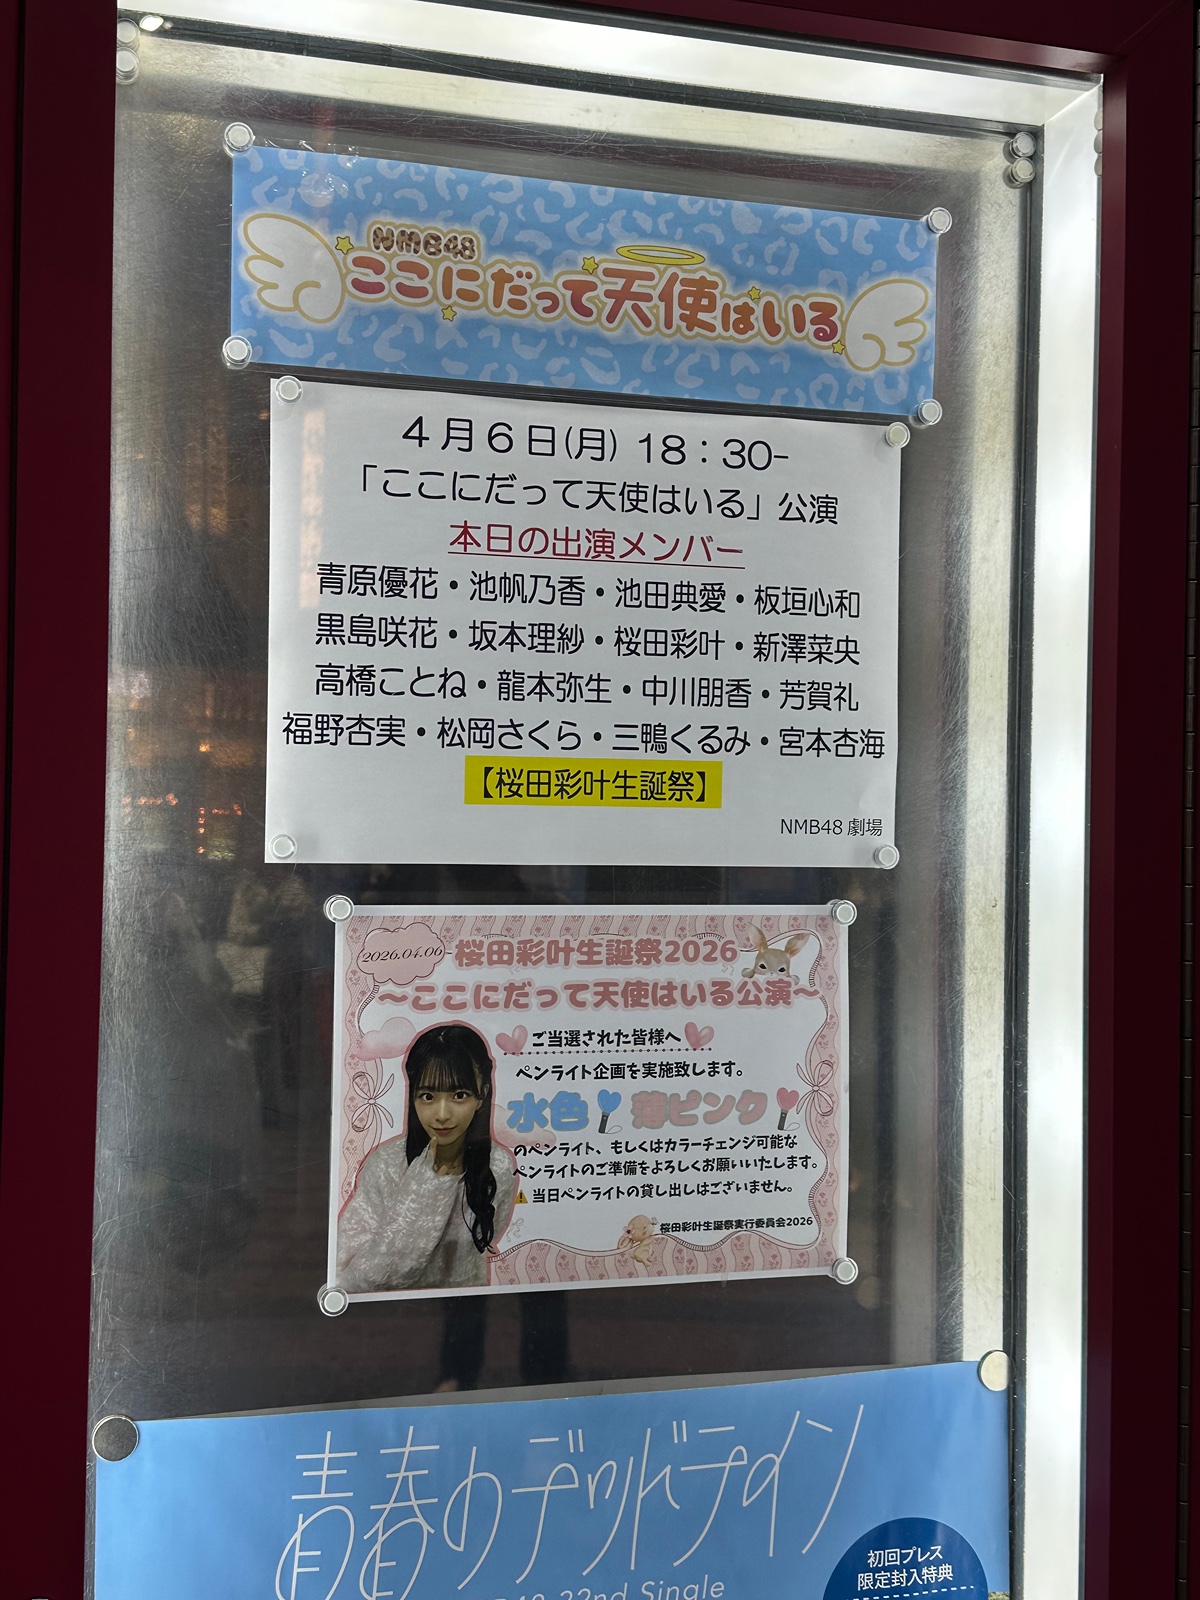 NMB48
ここにだって天使はいる
4月6日(月) 18：30-
「ここにだって天使はいる」公演
本日の出演メンバー
青原優花・池帆乃香・池田典愛・板垣心和
黒島咲花・坂本理紗・桜田彩叶・新澤菜央
高橋ことね・龍本弥生・中川朋香・芳賀礼
福野杏実・松岡さくら・三鴨くるみ・宮本杏海
【桜田彩叶生誕祭】
NMB48 劇場
2026.04.06
桜田彩叶生誕祭2026
～ここにだって天使はいる公演～
ご当選された皆様へ
ペンライト企画を実施致します。
水色 薄ピンク
のペンライト、もしくはカラーチェンジ可能な
ペンライトのご準備をよろしくお願いいたします。
当日ペンライトの貸し出しはございません。
桜田彩叶生誕祭実行委員会2026
青春のデッドライン
22nd Single
初回プレス
限定封入特典